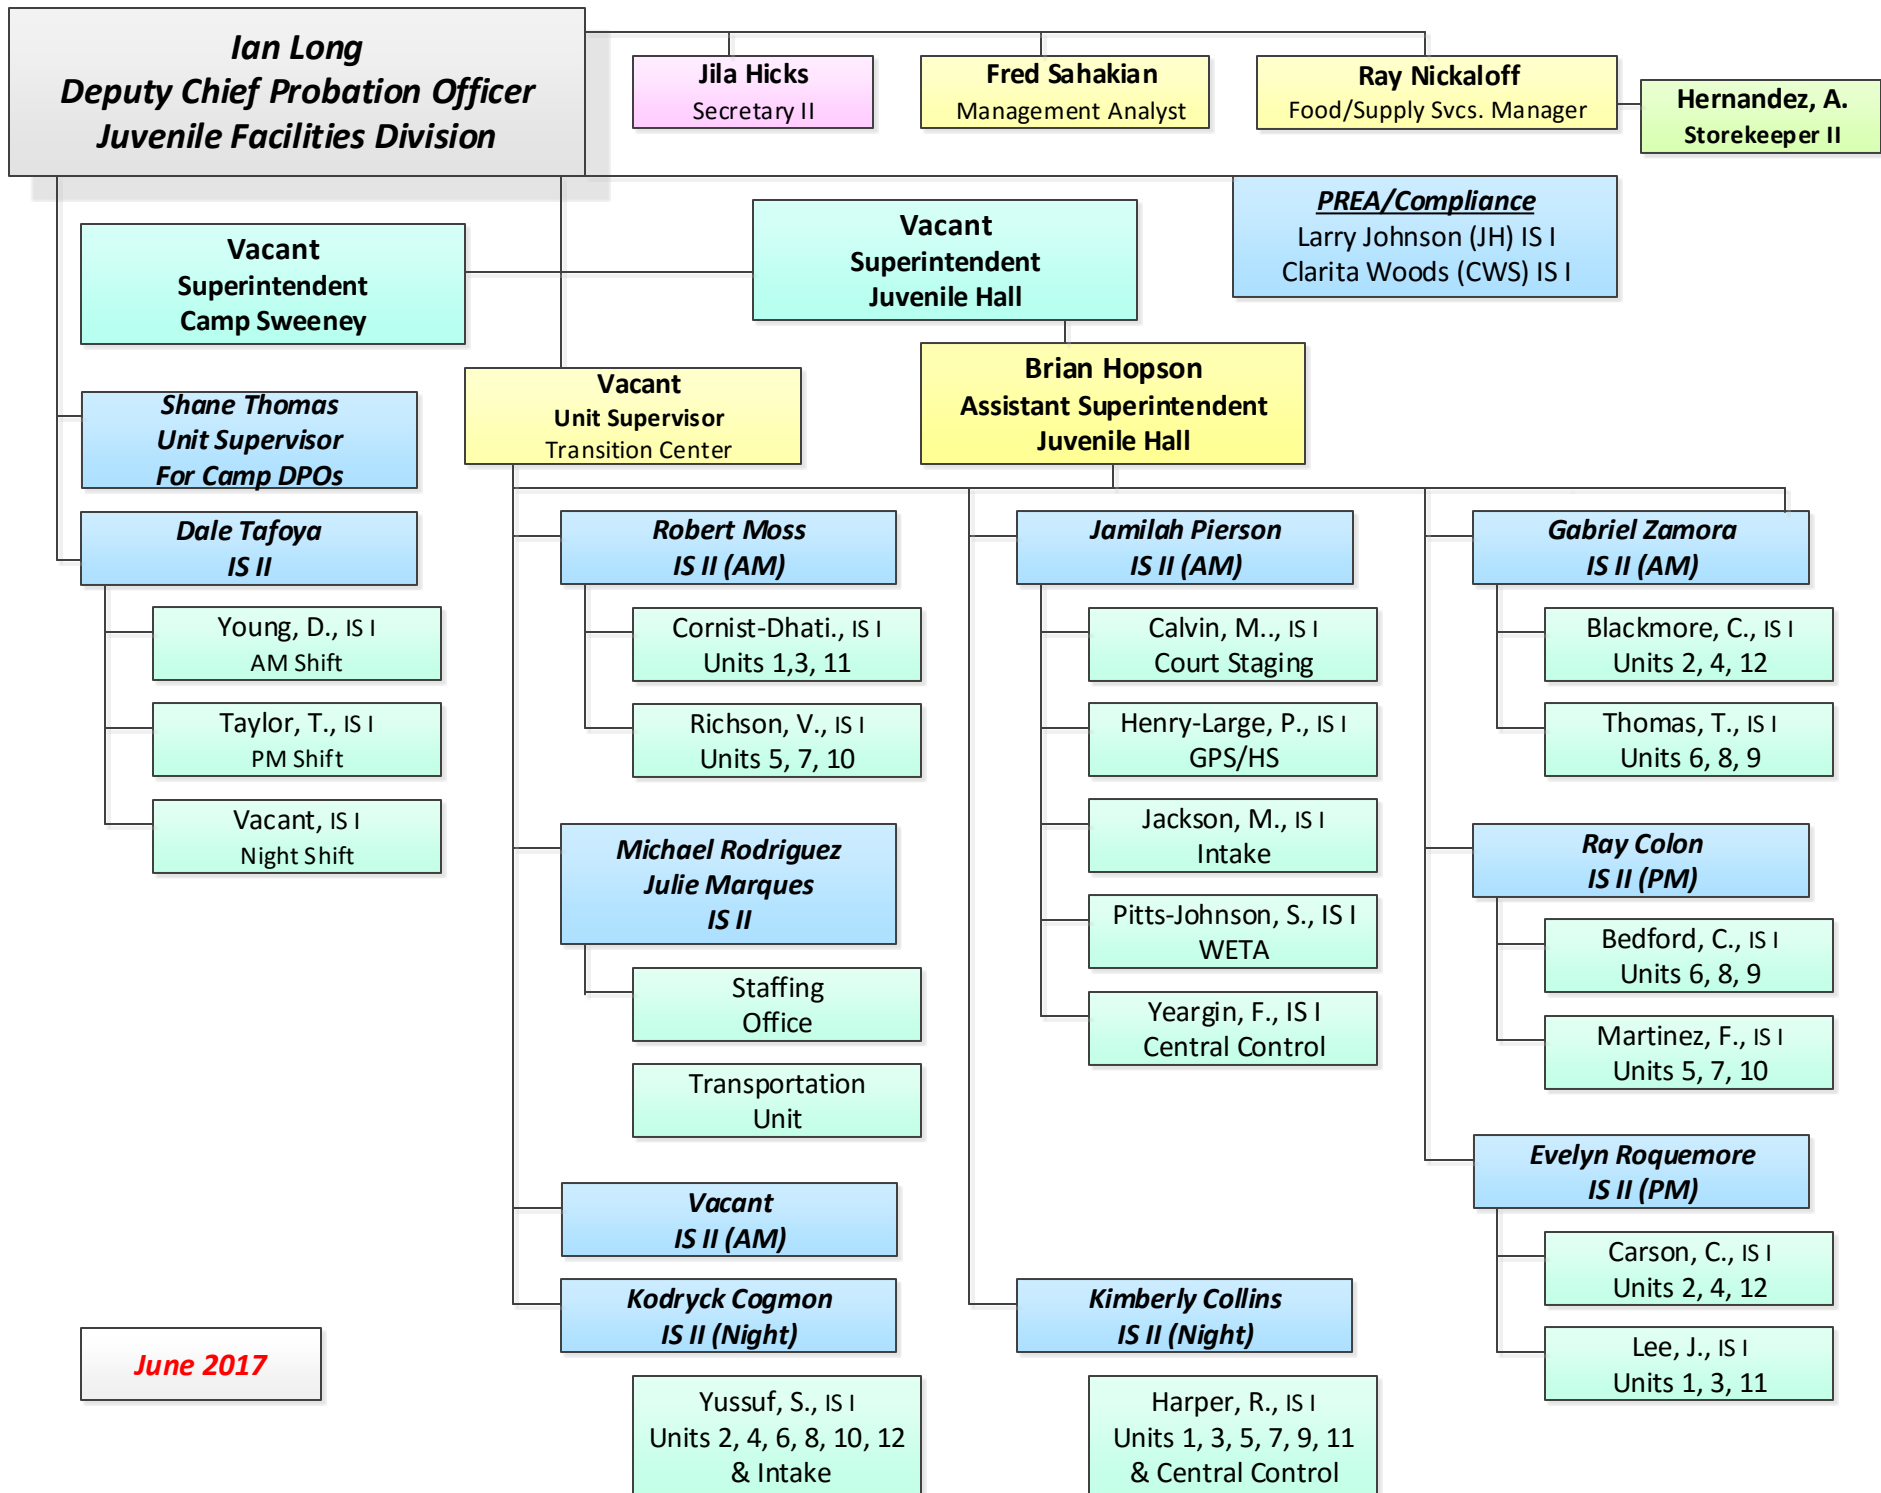 Ian Long
Deputy Chief Probation Officer
Juvenile Facilities Division
Jila Hicks
Secretary II
Fred Sahakian
Management Analyst
Ray Nickaloff
Food/Supply Svcs. Manager
Hernandez, A.
Storekeeper II
PREA/Compliance
Larry Johnson (JH) IS I
Clarita Woods (CWS) IS I
Vacant
Superintendent
Camp Sweeney
Vacant
Superintendent
Juvenile Hall
Shane Thomas
Unit Supervisor
For Camp DPOs
Vacant
Unit Supervisor
Transition Center
Brian Hopson
Assistant Superintendent
Juvenile Hall
Dale Tafoya
IS II
Young, D., IS I
AM Shift
Taylor, T., IS I
PM Shift
Vacant, IS I
Night Shift
Robert Moss
IS II (AM)
Cornist-Dhati., IS I
Units 1,3, 11
Richson, V., IS I
Units 5, 7, 10
Michael Rodriguez
Julie Marques
IS II
Staffing
Office
Transportation
Unit
Vacant
IS II (AM)
Kodryck Cogmon
IS II (Night)
Yussuf, S., IS I
Units 2, 4, 6, 8, 10, 12
& Intake
Jamilah Pierson
IS II (AM)
Calvin, M.., IS I
Court Staging
Henry-Large, P., IS I
GPS/HS
Jackson, M., IS I
Intake
Pitts-Johnson, S., IS I
WETA
Yeargin, F., IS I
Central Control
Kimberly Collins
IS II (Night)
Harper, R., IS I
Units 1, 3, 5, 7, 9, 11
& Central Control
Gabriel Zamora
IS II (AM)
Blackmore, C., IS I
Units 2, 4, 12
Thomas, T., IS I
Units 6, 8, 9
Ray Colon
IS II (PM)
Bedford, C., IS I
Units 6, 8, 9
Martinez, F., IS I
Units 5, 7, 10
Evelyn Roquemore
IS II (PM)
Carson, C., IS I
Units 2, 4, 12
Lee, J., IS I
Units 1, 3, 11
June 2017